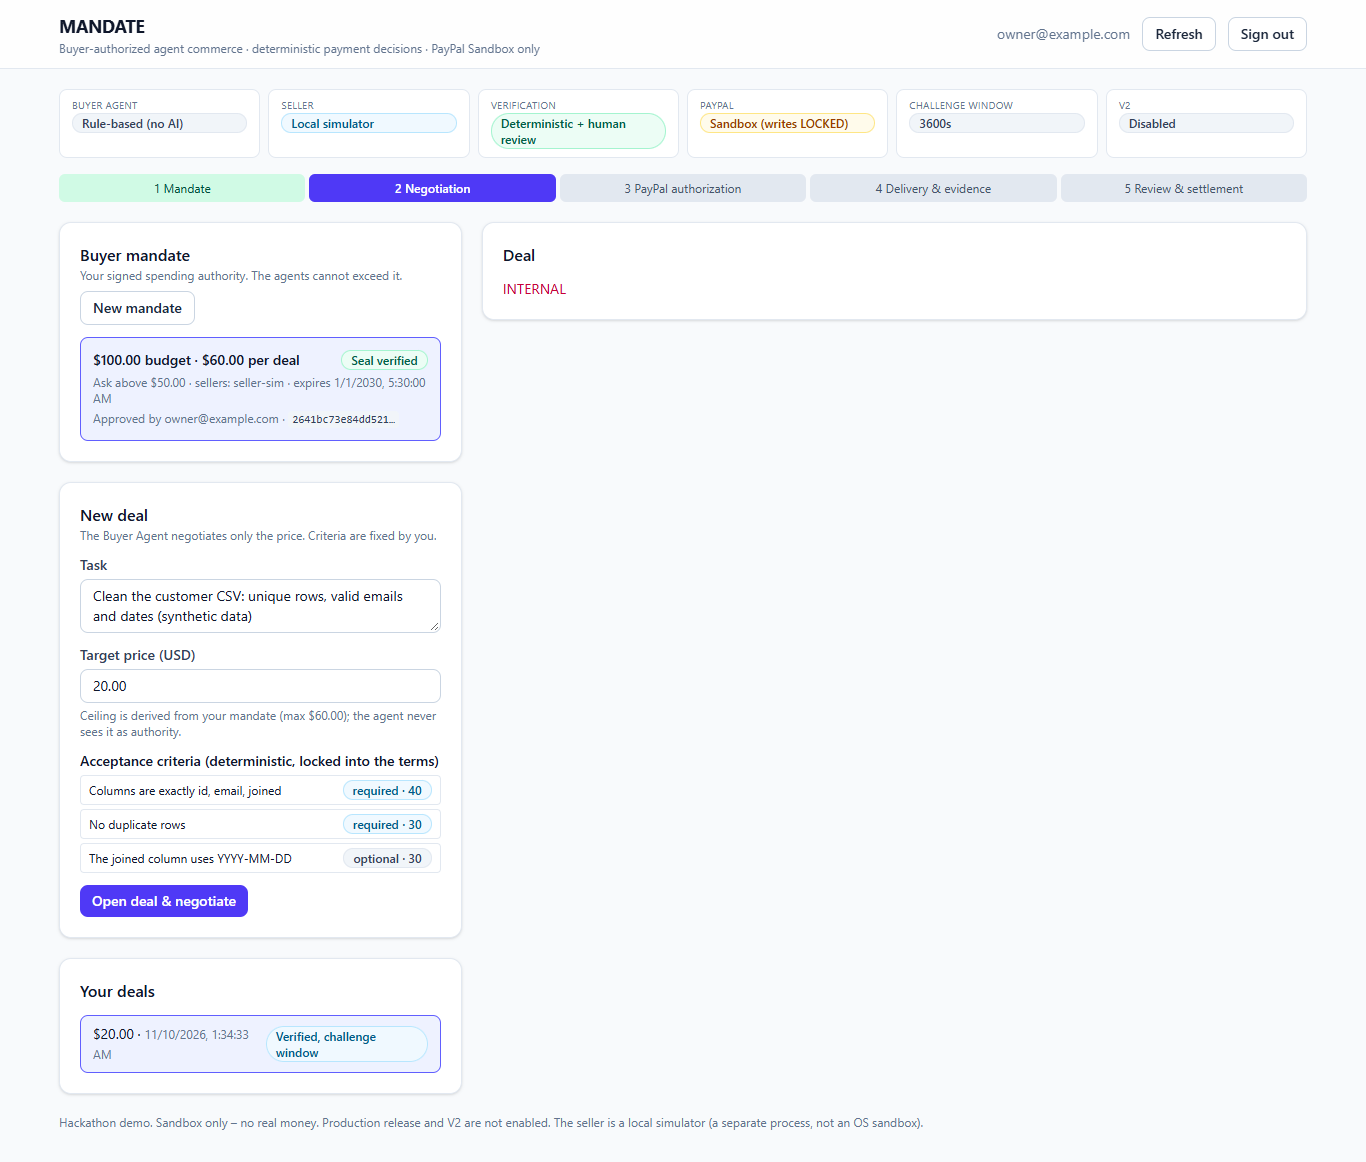 MANDATE
Buyer-authorized agent commerce · deterministic payment decisions · PayPal Sandbox only
owner@example.com
Refresh
Sign out
BUYER AGENT
Rule-based (no AI)
SELLER
Local simulator
VERIFICATION
Deterministic + human
review
PAYPAL
Sandbox (writes LOCKED)
CHALLENGE WINDOW
3600s
V2
Disabled
1 Mandate
2 Negotiation
3 PayPal authorization
4 Delivery & evidence
5 Review & settlement
Buyer mandate
Your signed spending authority. The agents cannot exceed it.
New mandate
$100.00 budget · $60.00 per deal
Seal verified
Ask above $50.00 · sellers: seller-sim · expires 1/1/2030, 5:30:00
AM
Approved by owner@example.com · 2641bc73e84dd521…
Deal
INTERNAL
New deal
The Buyer Agent negotiates only the price. Criteria are fixed by you.
Task
Clean the customer CSV: unique rows, valid emails
and dates (synthetic data)
Target price (USD)
20.00
Ceiling is derived from your mandate (max $60.00); the agent never
sees it as authority.
Acceptance criteria (deterministic, locked into the terms)
Columns are exactly id, email, joined
required · 40
No duplicate rows
required · 30
The joined column uses YYYY-MM-DD
optional · 30
Open deal & negotiate
Your deals
$20.00 · 11/10/2026, 1:34:33
AM
Verified, challenge
window
Hackathon demo. Sandbox only – no real money. Production release and V2 are not enabled. The seller is a local simulator (a separate process, not an OS sandbox).